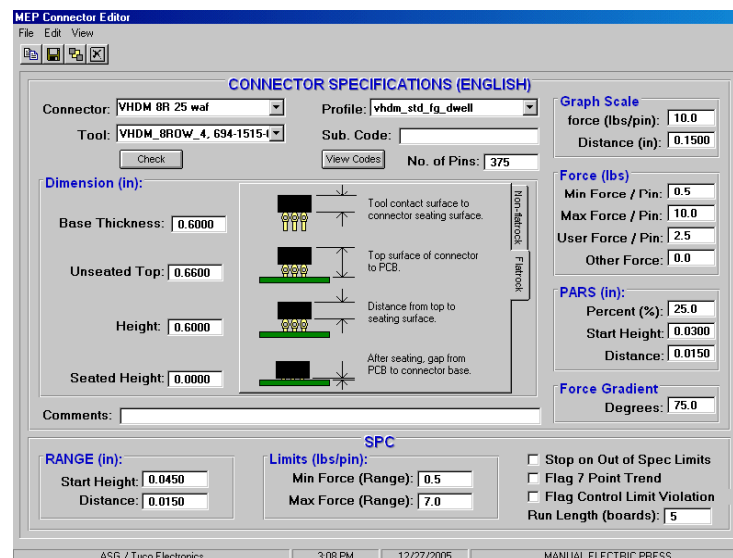 MEP Connector Editor
File Edit View
CONNECTOR SPECIFICATIONS (ENGLISH)
Connector: VHDM 8R 25 waf
Profile: vhdm_std_fg_dwell
Tool: VHDM_8ROW_4, 694-1515-
Sub. Code:
Check
View Codes
No. of Pins: 375
Dimension (in):
Base Thickness: 0.6000
Unseated Top: 0.6600
Height: 0.6000
Seated Height: 0.0000
Tool contact surface to
connector seating surface.
Top surface of connector
to PCB.
Distance from top to
seating surface.
After seating, gap from
PCB to connector base.
Non-flatrock
Flatrock
Comments:
Graph Scale
force (lbs/pin): 10.0
Distance (in): 0.1500
Force (lbs)
Min Force / Pin: 0.5
Max Force / Pin: 10.0
User Force / Pin: 2.5
Other Force: 0.0
PARS (in):
Percent (%): 25.0
Start Height: 0.0300
Distance: 0.0150
Force Gradient
Degrees: 75.0
SPC
RANGE (in):
Start Height: 0.0450
Distance: 0.0150
Limits (lbs/pin):
Min Force (Range): 0.5
Max Force (Range): 7.0
Stop on Out of Spec Limits
Flag 7 Point Trend
Flag Control Limit Violation
Run Length (boards): 5
ASG / Tyco Electronics 3:08 PM 12/27/2005 MANUAL ELECTRIC PRESS